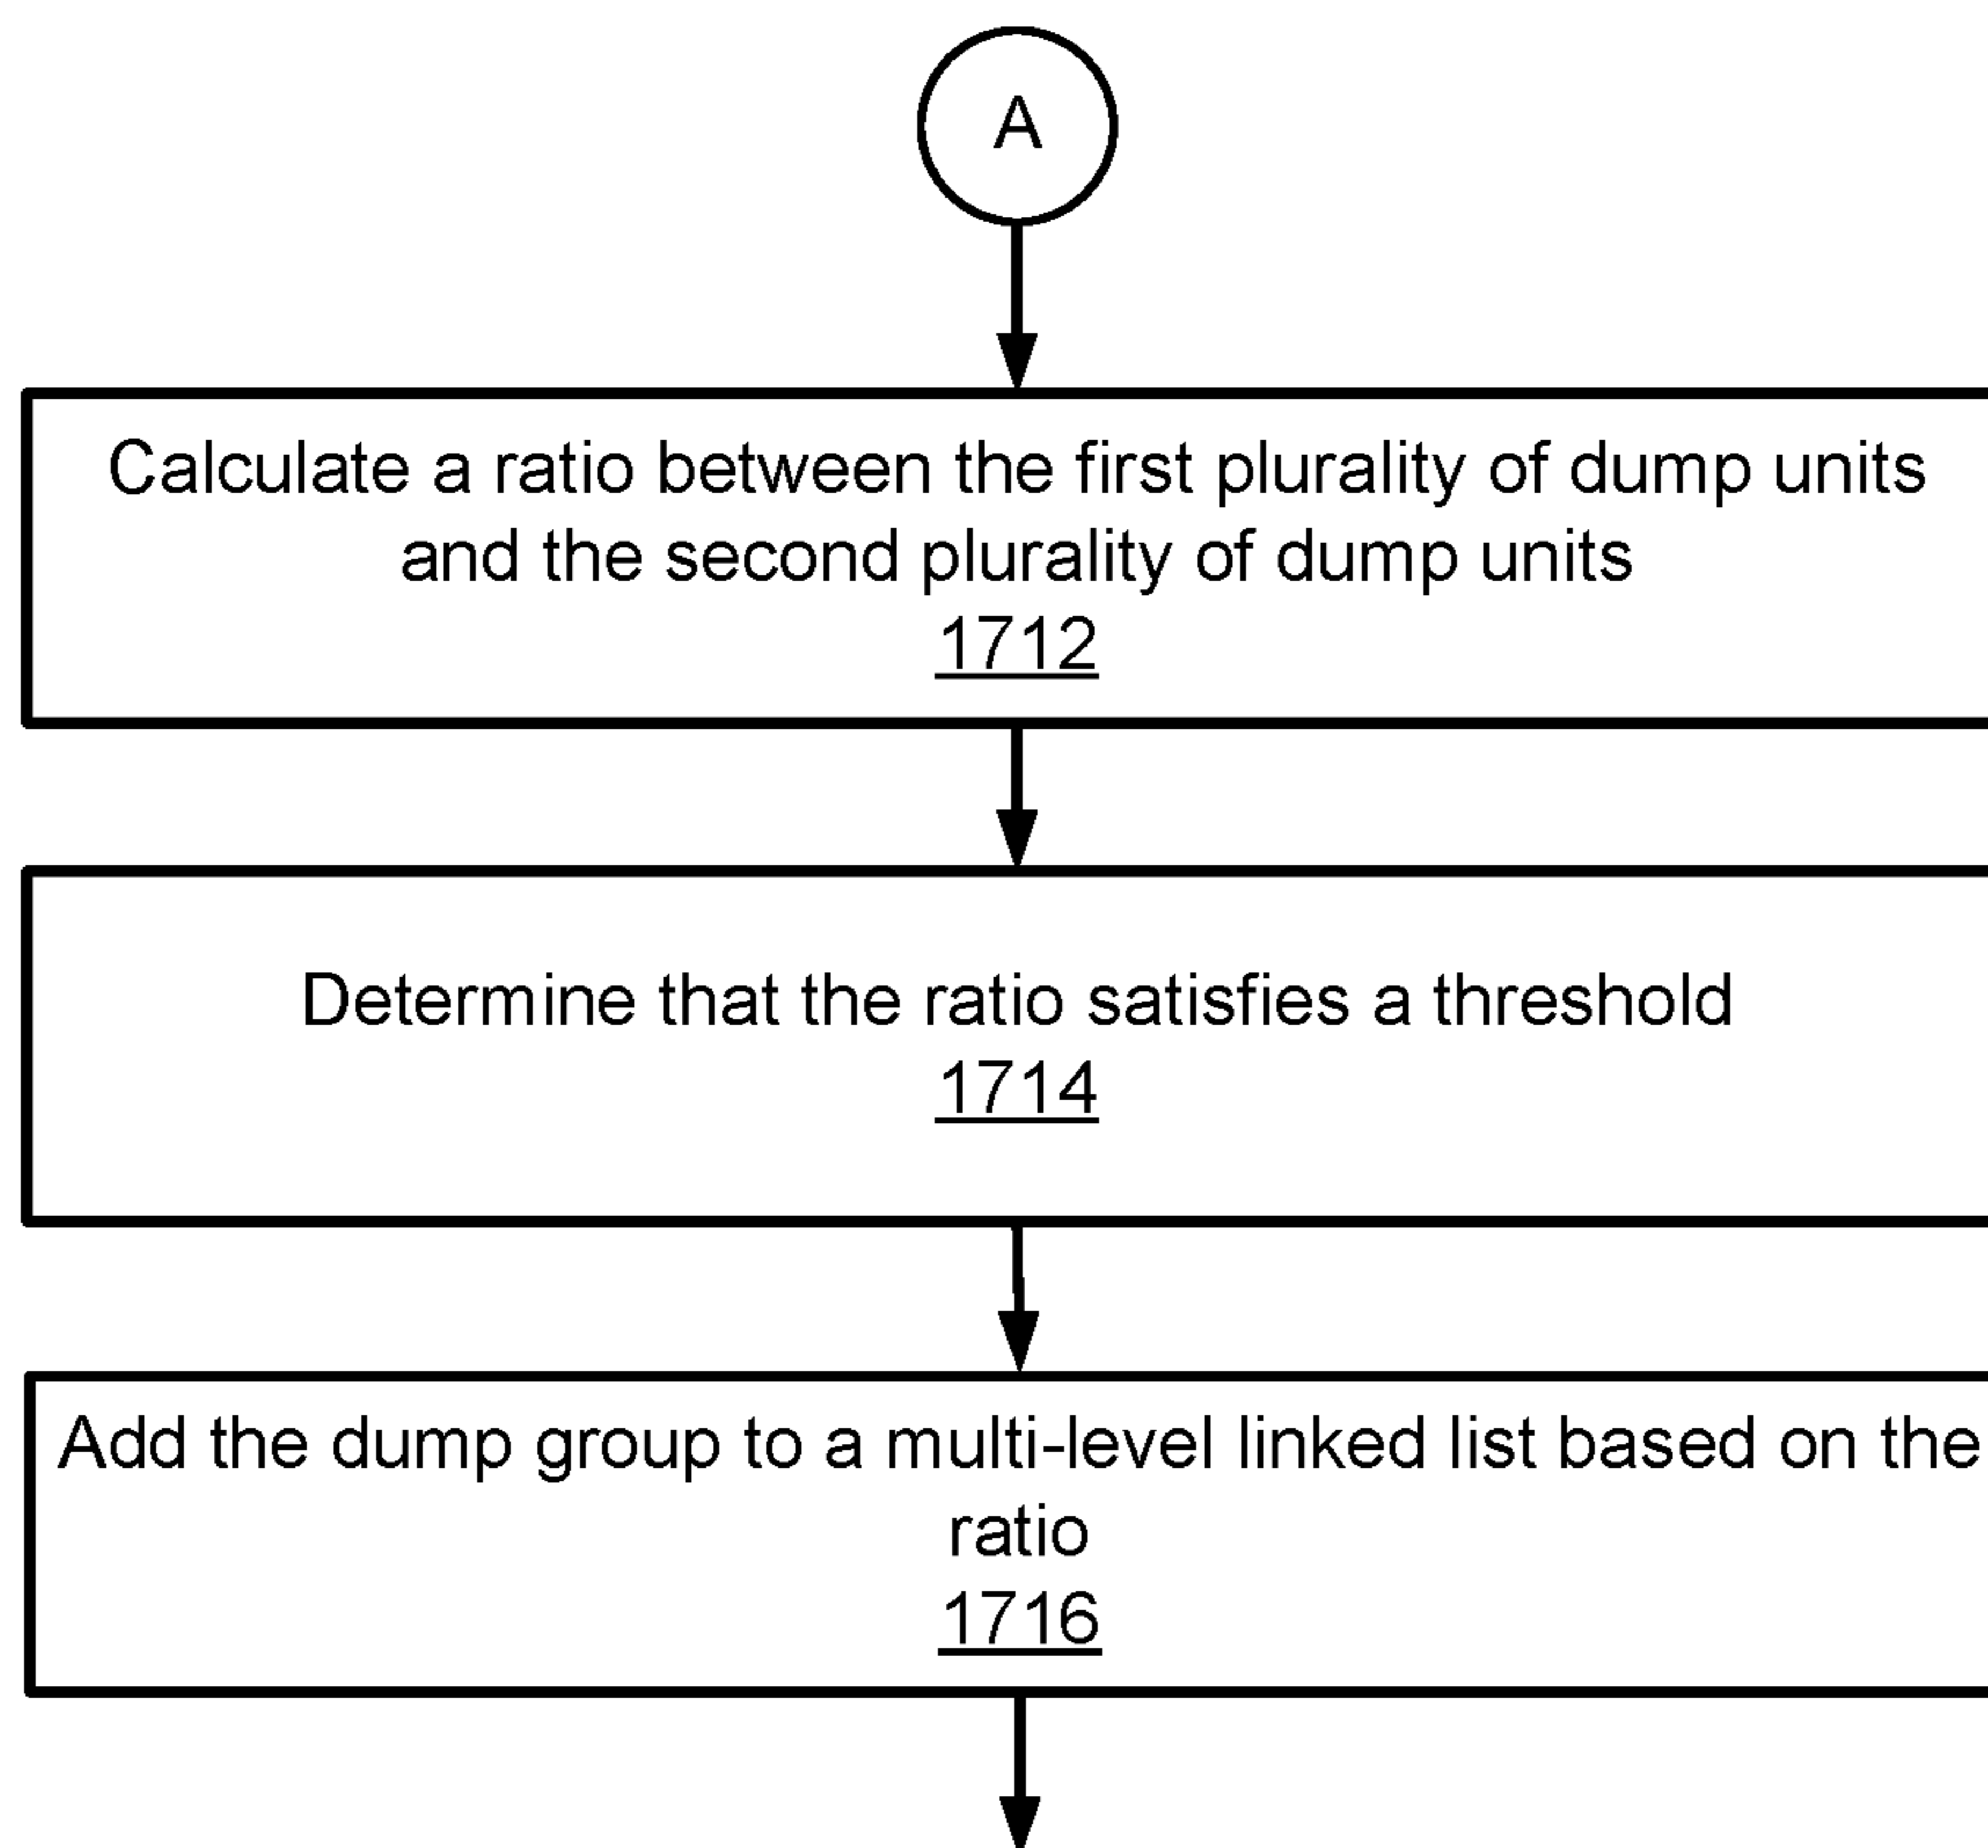 A
Calculate a ratio between the first plurality of dump units
and the second plurality of dump units
1712
Determine that the ratio satisfies a threshold
1714
Add the dump group to a multi-level linked list based on the
ratio
1716